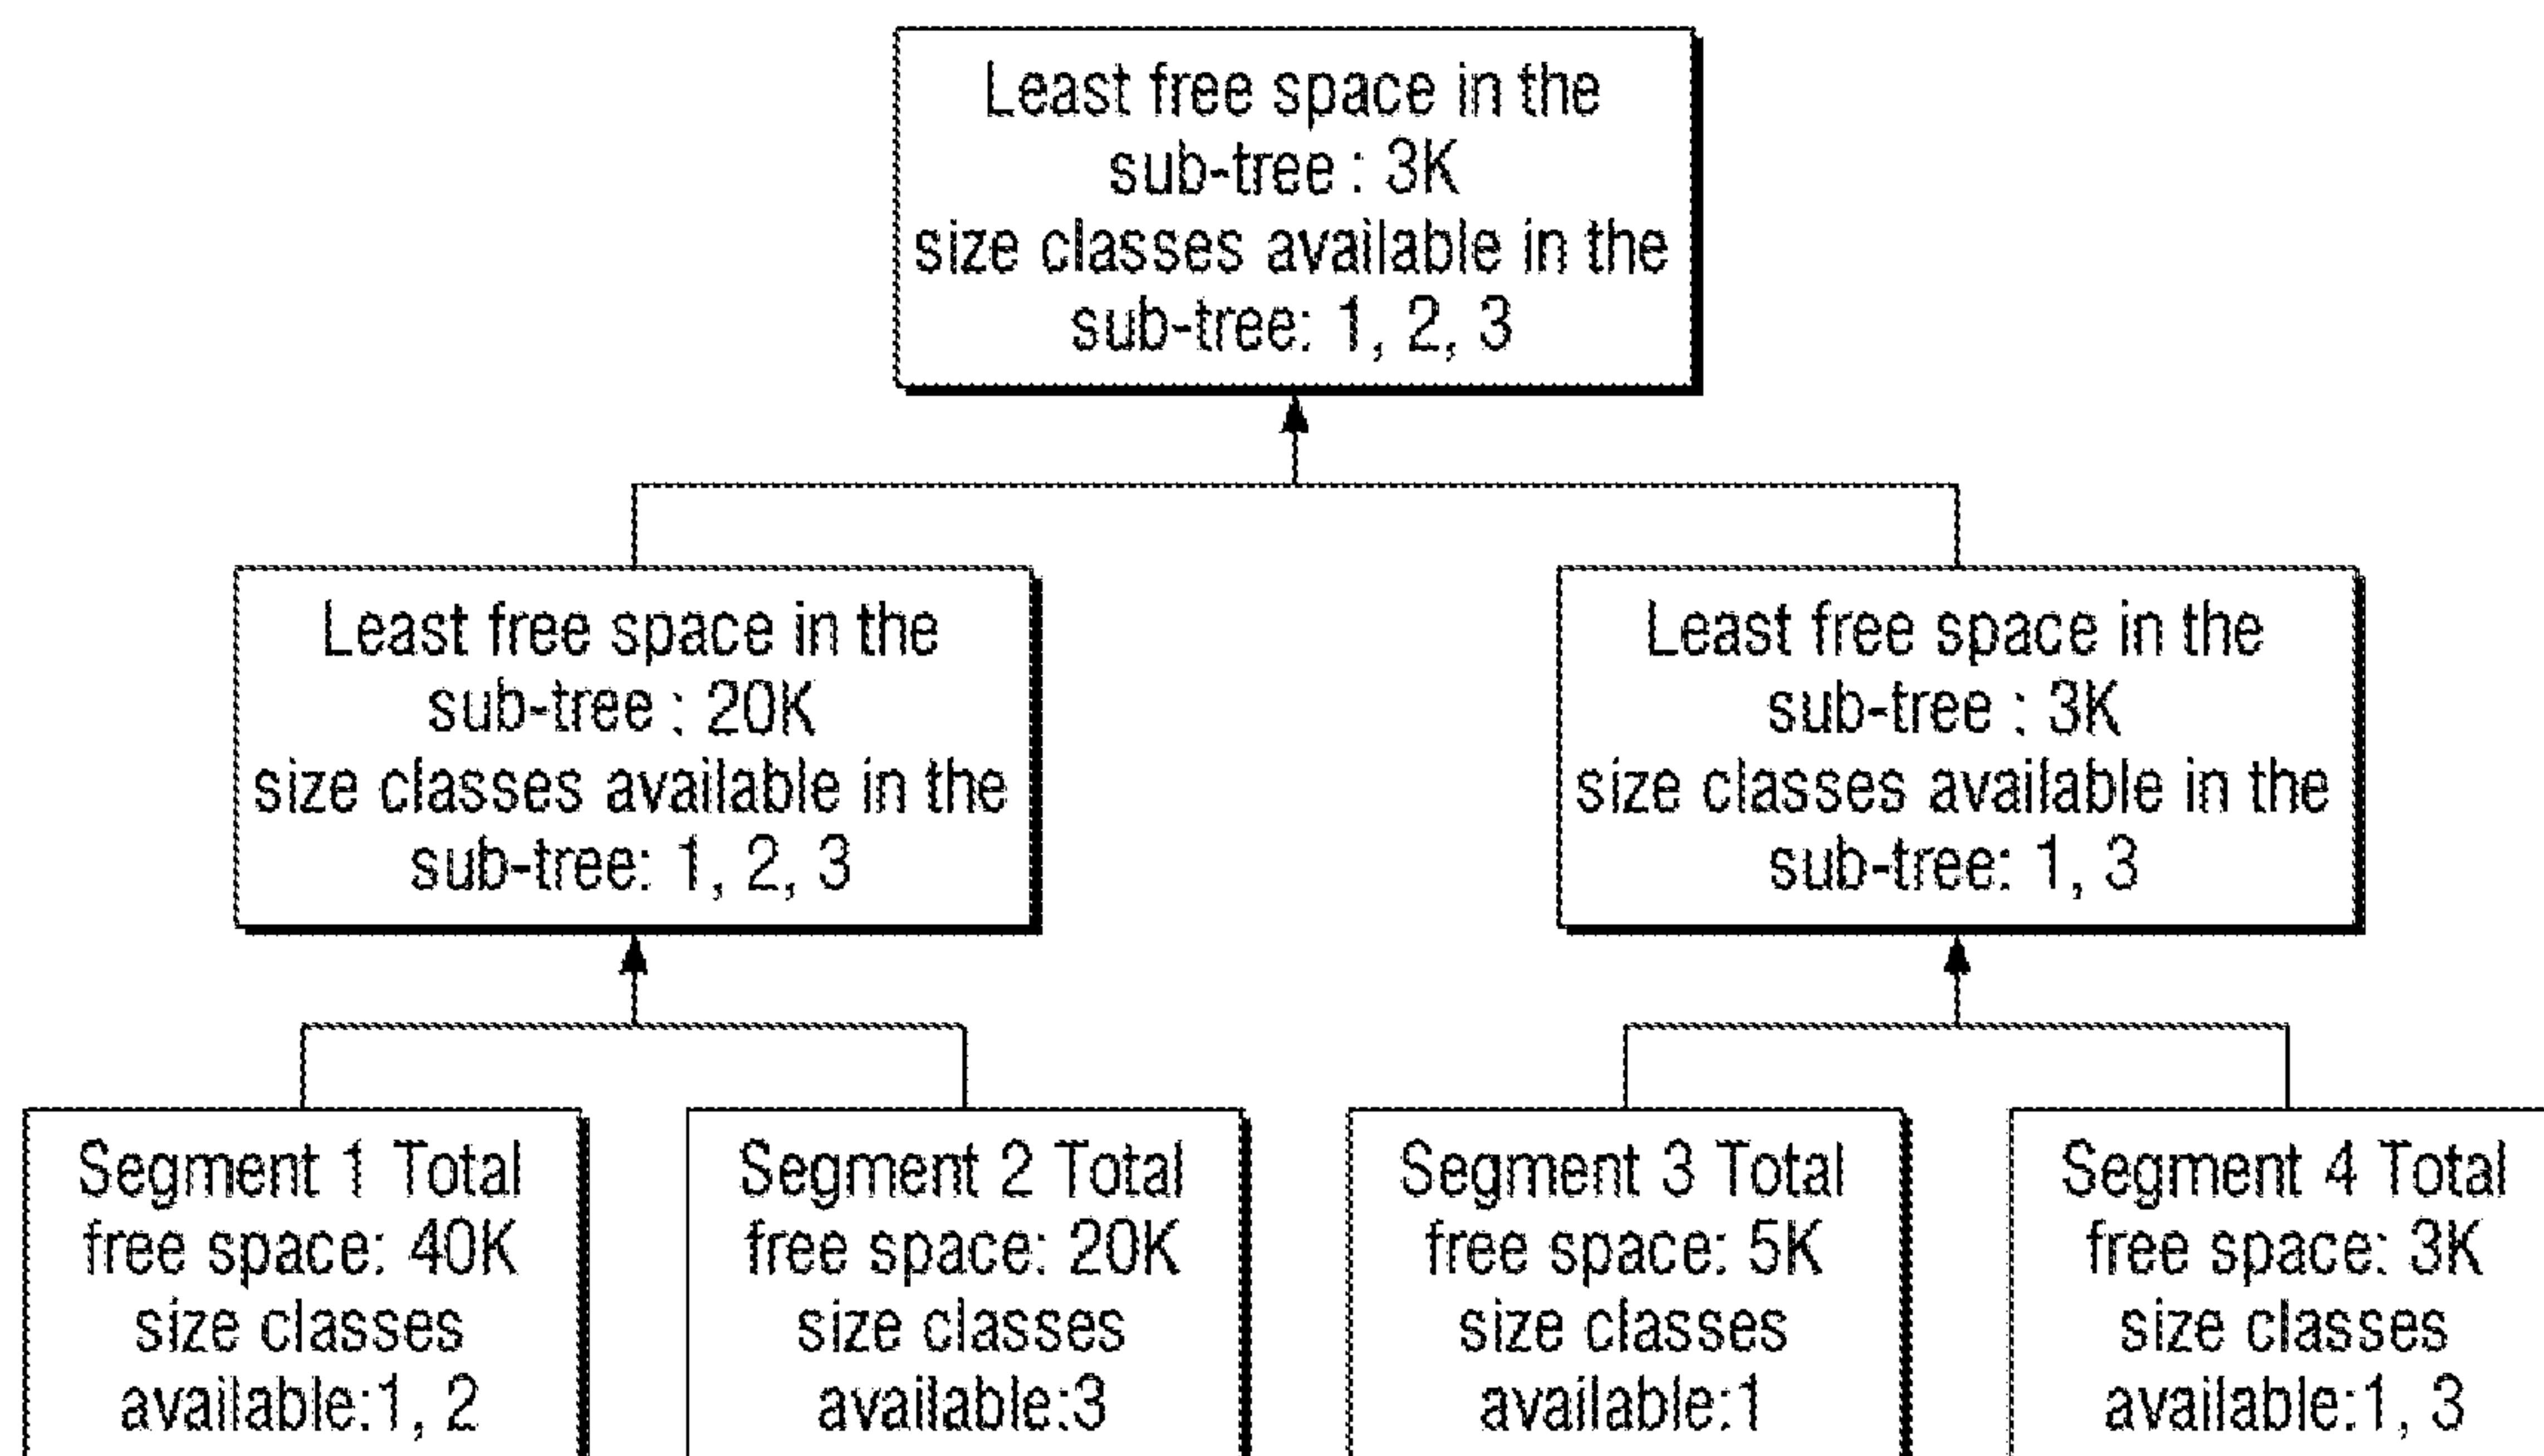 Least free space in the
sub-tree : 3K
size classes available in the
sub-tree: 1, 2, 3
Least free space in the
sub-tree : 20K
size classes available in the
sub-tree: 1, 2, 3
Least free space in the
sub-tree : 3K
size classes available in the
sub-tree: 1, 3
Segment 1 Total
free space: 40K
size classes
available:1, 2
Segment 2 Total
free space: 20K
size classes
available:3
Segment 3 Total
free space: 5K
size classes
available:1
Segment 4 Total
free space: 3K
size classes
available:1, 3